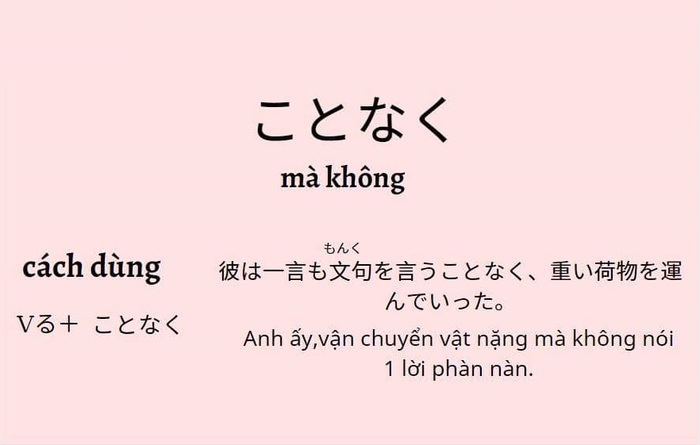 ことなく
mà không
cách dùng
Vる＋ ことなく
もんく
彼は一言も文句を言うことなく、重い荷物を運
んでいった。
Anh ấy,vận chuyển vật nặng mà không nói
1 lời phàn nàn.